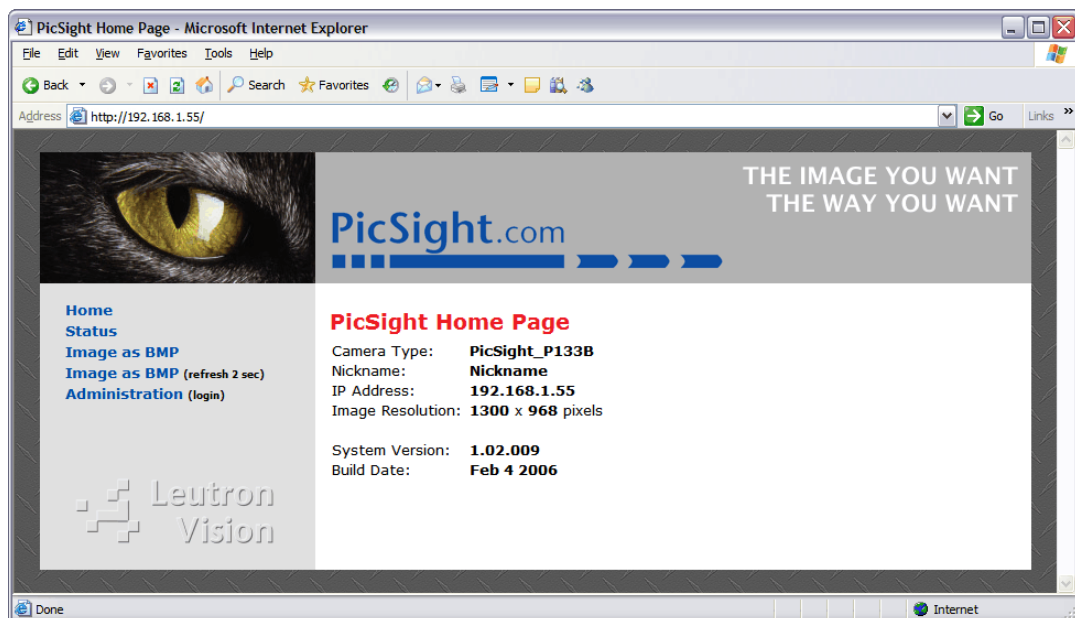 PicSight Home Page - Microsoft Internet Explorer
File Edit View Favorites Tools Help
Back Search Favorites
Address http://192.168.1.55/ Go Links »
THE IMAGE YOU WANT
THE WAY YOU WANT
PicSight.com
Home
Status
Image as BMP
Image as BMP (refresh 2 sec)
Administration (login)
Leutron
Vision
PicSight Home Page
Camera Type: PicSight_P133B
Nickname: Nickname
IP Address: 192.168.1.55
Image Resolution: 1300 x 968 pixels
System Version: 1.02.009
Build Date: Feb 4 2006
Done Internet